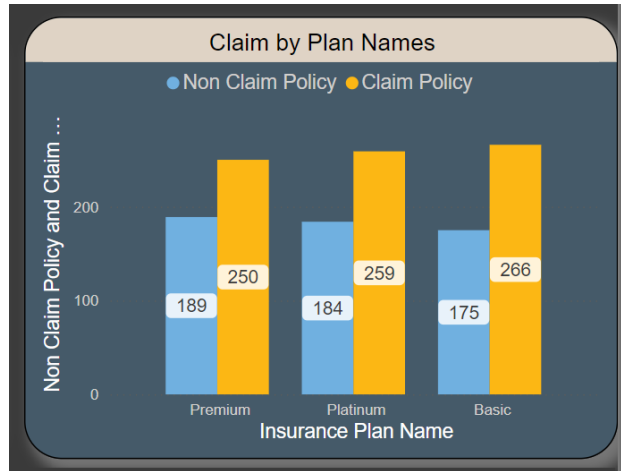 Claim by Plan Names
Non Claim Policy Claim Policy
Non Claim Policy and Claim ...
200
100
0
189
250
184
259
175
266
Premium Platinum Basic
Insurance Plan Name